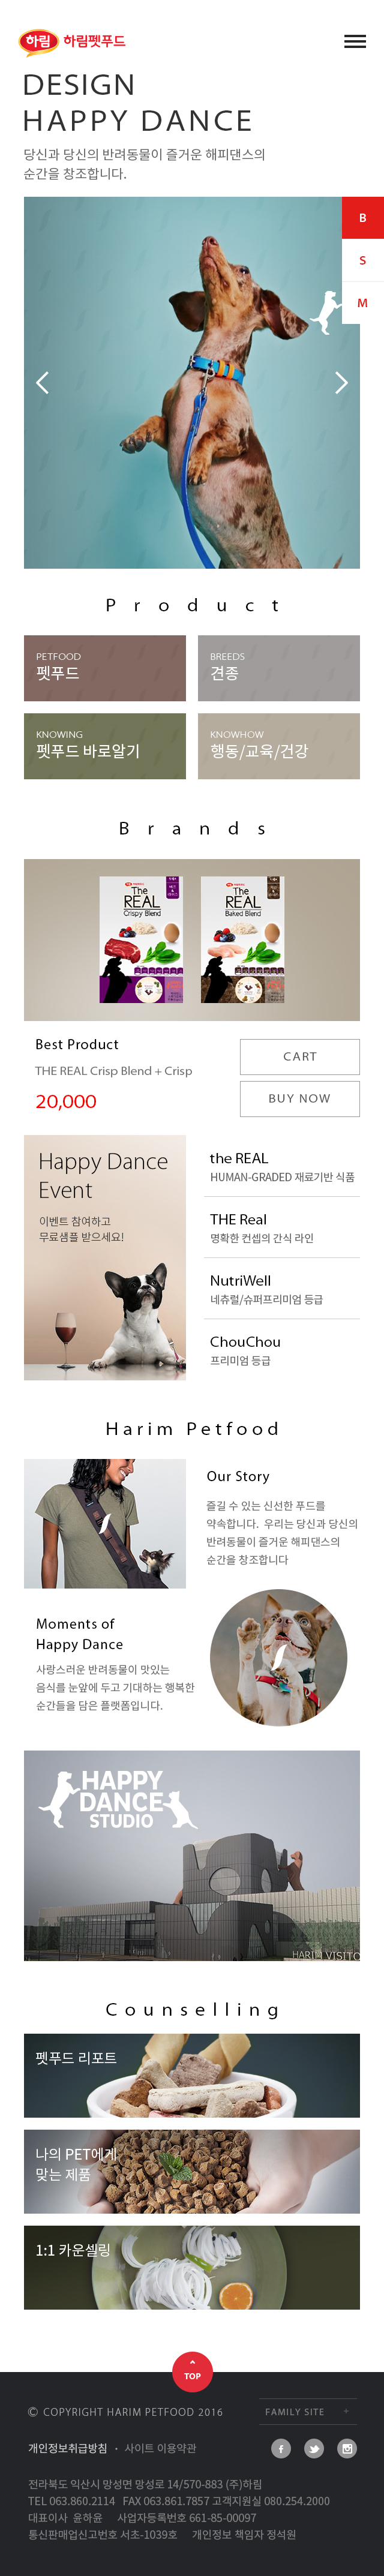 하림 하림펫푸드
DESIGN
HAPPY DANCE
당신과 당신의 반려동물이 즐거운 해피댄스의
순간을 창조합니다.
B
S
M
Product
PETFOOD
펫푸드
BREEDS
견종
KNOWING
펫푸드 바로알기
KNOWHOW
행동/교육/건강
Brands
The
REAL
Crispy Blend
The
REAL
Baked Blend
Best Product
THE REAL Crisp Blend + Crisp
20,000
CART
BUY NOW
Happy Dance
Event
이벤트 참여하고
무료샘플 받으세요!
the REAL
HUMAN-GRADED 재료기반 식품
THE Real
명확한 컨셉의 간식 라인
NutriWell
네츄럴/슈퍼프리미엄 등급
ChouChou
프리미엄 등급
Harim Petfood
Our Story
즐길 수 있는 신선한 푸드를
약속합니다. 우리는 당신과 당신의
반려동물이 즐거운 해피댄스의
순간을 창조합니다
Moments of
Happy Dance
사랑스러운 반려동물이 맛있는
음식를 눈앞에 두고 기대하는 행복한
순간들을 담은 플랫폼입니다.
HAPPY
DANCE
STUDIO
HARIM VISITO
Counselling
펫푸드 리포트
나의 PET에게
맞는 제품
1:1 카운셀링
TOP
© COPYRIGHT HARIM PETFOOD 2016
FAMILY SITE +
개인정보취급방침 · 사이트 이용약관
전라북도 익산시 망성면 망성로 14/570-883 (주)하림
TEL 063.860.2114 FAX 063.861.7857 고객지원실 080.254.2000
대표이사 윤하윤 사업자등록번호 661-85-00097
통신판매업신고번호 서초-1039호 개인정보 책임자 정석원